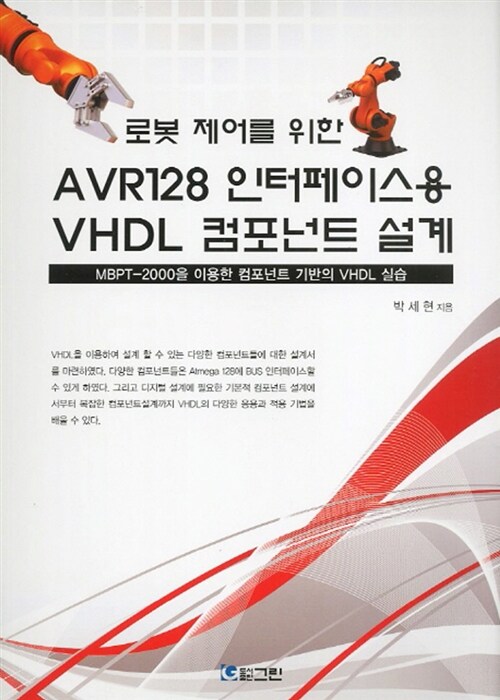 로봇 제어를 위한
AVR128 인터페이스용
VHDL 컴포넌트 설계
MBPT-2000을 이용한 컴포넌트 기반의 VHDL 실습
박세현 지음
VHDL을 이용하여 설계 할 수 있는 다양한 컴포넌트들에 대한 설계서
를 마련하였다. 다양한 컴포넌트들은 Atmega 128에 BUS 인터페이스할
수 있게 하였다. 그리고 디지털 설계에 필요한 기본적 컴포넌트 설계에
서부터 복잡한 컴포넌트설계까지 VHDL의 다양한 응용과 적용 기법을
배울 수 있다.
도서출판 그린